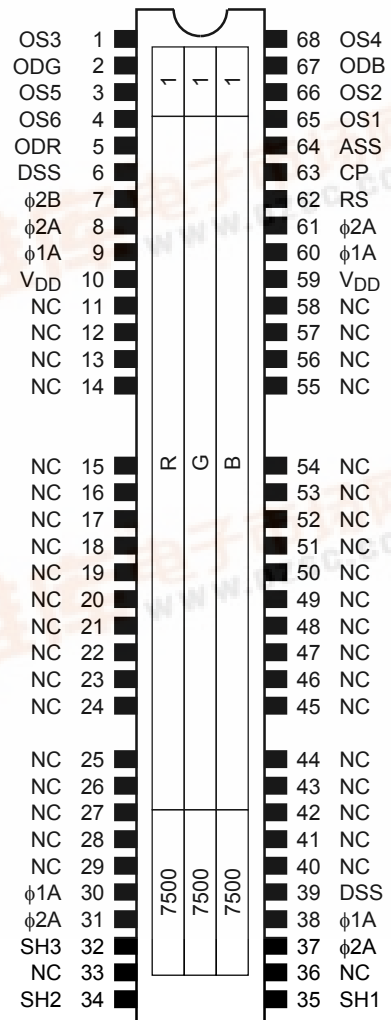 OS3 1 68 OS4
ODG 2 67 ODB
OS5 3 66 OS2
OS6 4 65 OS1
ODR 5 64 ASS
DSS 6 63 CP
ϕ2B 7 62 RS
ϕ2A 8 61 ϕ2A
ϕ1A 9 60 ϕ1A
VDD 10 59 VDD
NC 11 58 NC
NC 12 57 NC
NC 13 56 NC
NC 14 55 NC
NC 15 54 NC
NC 16 53 NC
NC 17 52 NC
NC 18 51 NC
NC 19 50 NC
NC 20 49 NC
NC 21 48 NC
NC 22 47 NC
NC 23 46 NC
NC 24 45 NC
NC 25 44 NC
NC 26 43 NC
NC 27 42 NC
NC 28 41 NC
NC 29 40 NC
ϕ1A 30 39 DSS
ϕ2A 31 38 ϕ1A
SH3 32 37 ϕ2A
NC 33 36 NC
SH2 34 35 SH1
1 1 1
R G B
7500 7500 7500